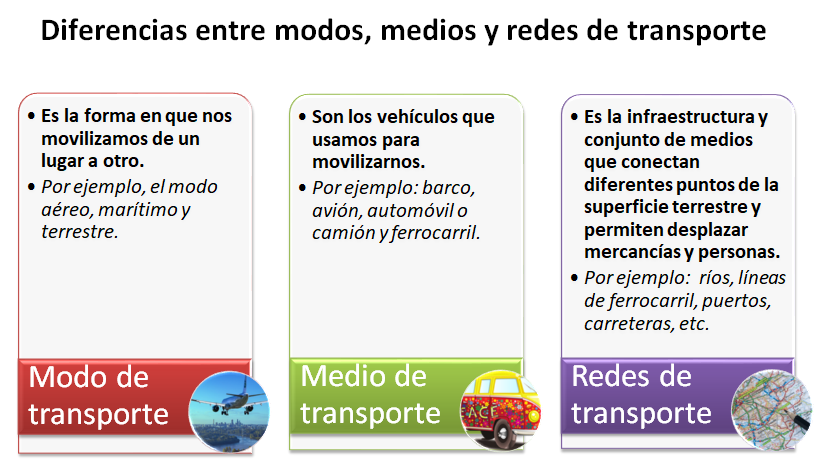 Diferencias entre modos, medios y redes de transporte
• Es la forma en que nos
movilizamos de un
lugar a otro.
• Por ejemplo, el modo
aéreo, marítimo y
terrestre.
Modo de
transporte
• Son los vehículos que
usamos para
movilizarnos.
• Por ejemplo: barco,
avión, automóvil o
camión y ferrocarril.
Medio de
transporte
EACE
• Es la infraestructura y
conjunto de medios
que conectan
diferentes puntos de la
superficie terrestre y
permiten desplazar
mercancías y personas.
• Por ejemplo: ríos, líneas
de ferrocarril, puertos,
carreteras, etc.
Redes de
transporte